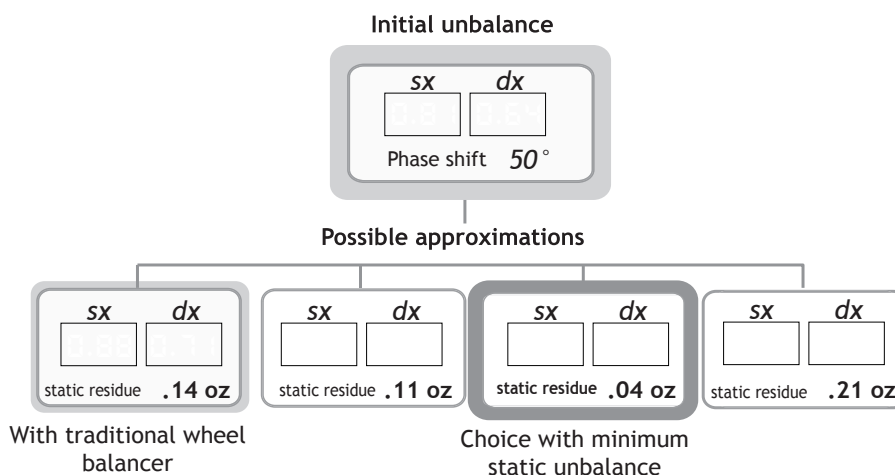 Initial unbalance
sx dx
Phase shift 50°
Possible approximations
sx dx
static residue .14 oz
sx dx
static residue .11 oz
sx dx
static residue .04 oz
sx dx
static residue .21 oz
With traditional wheel
balancer
Choice with minimum
static unbalance